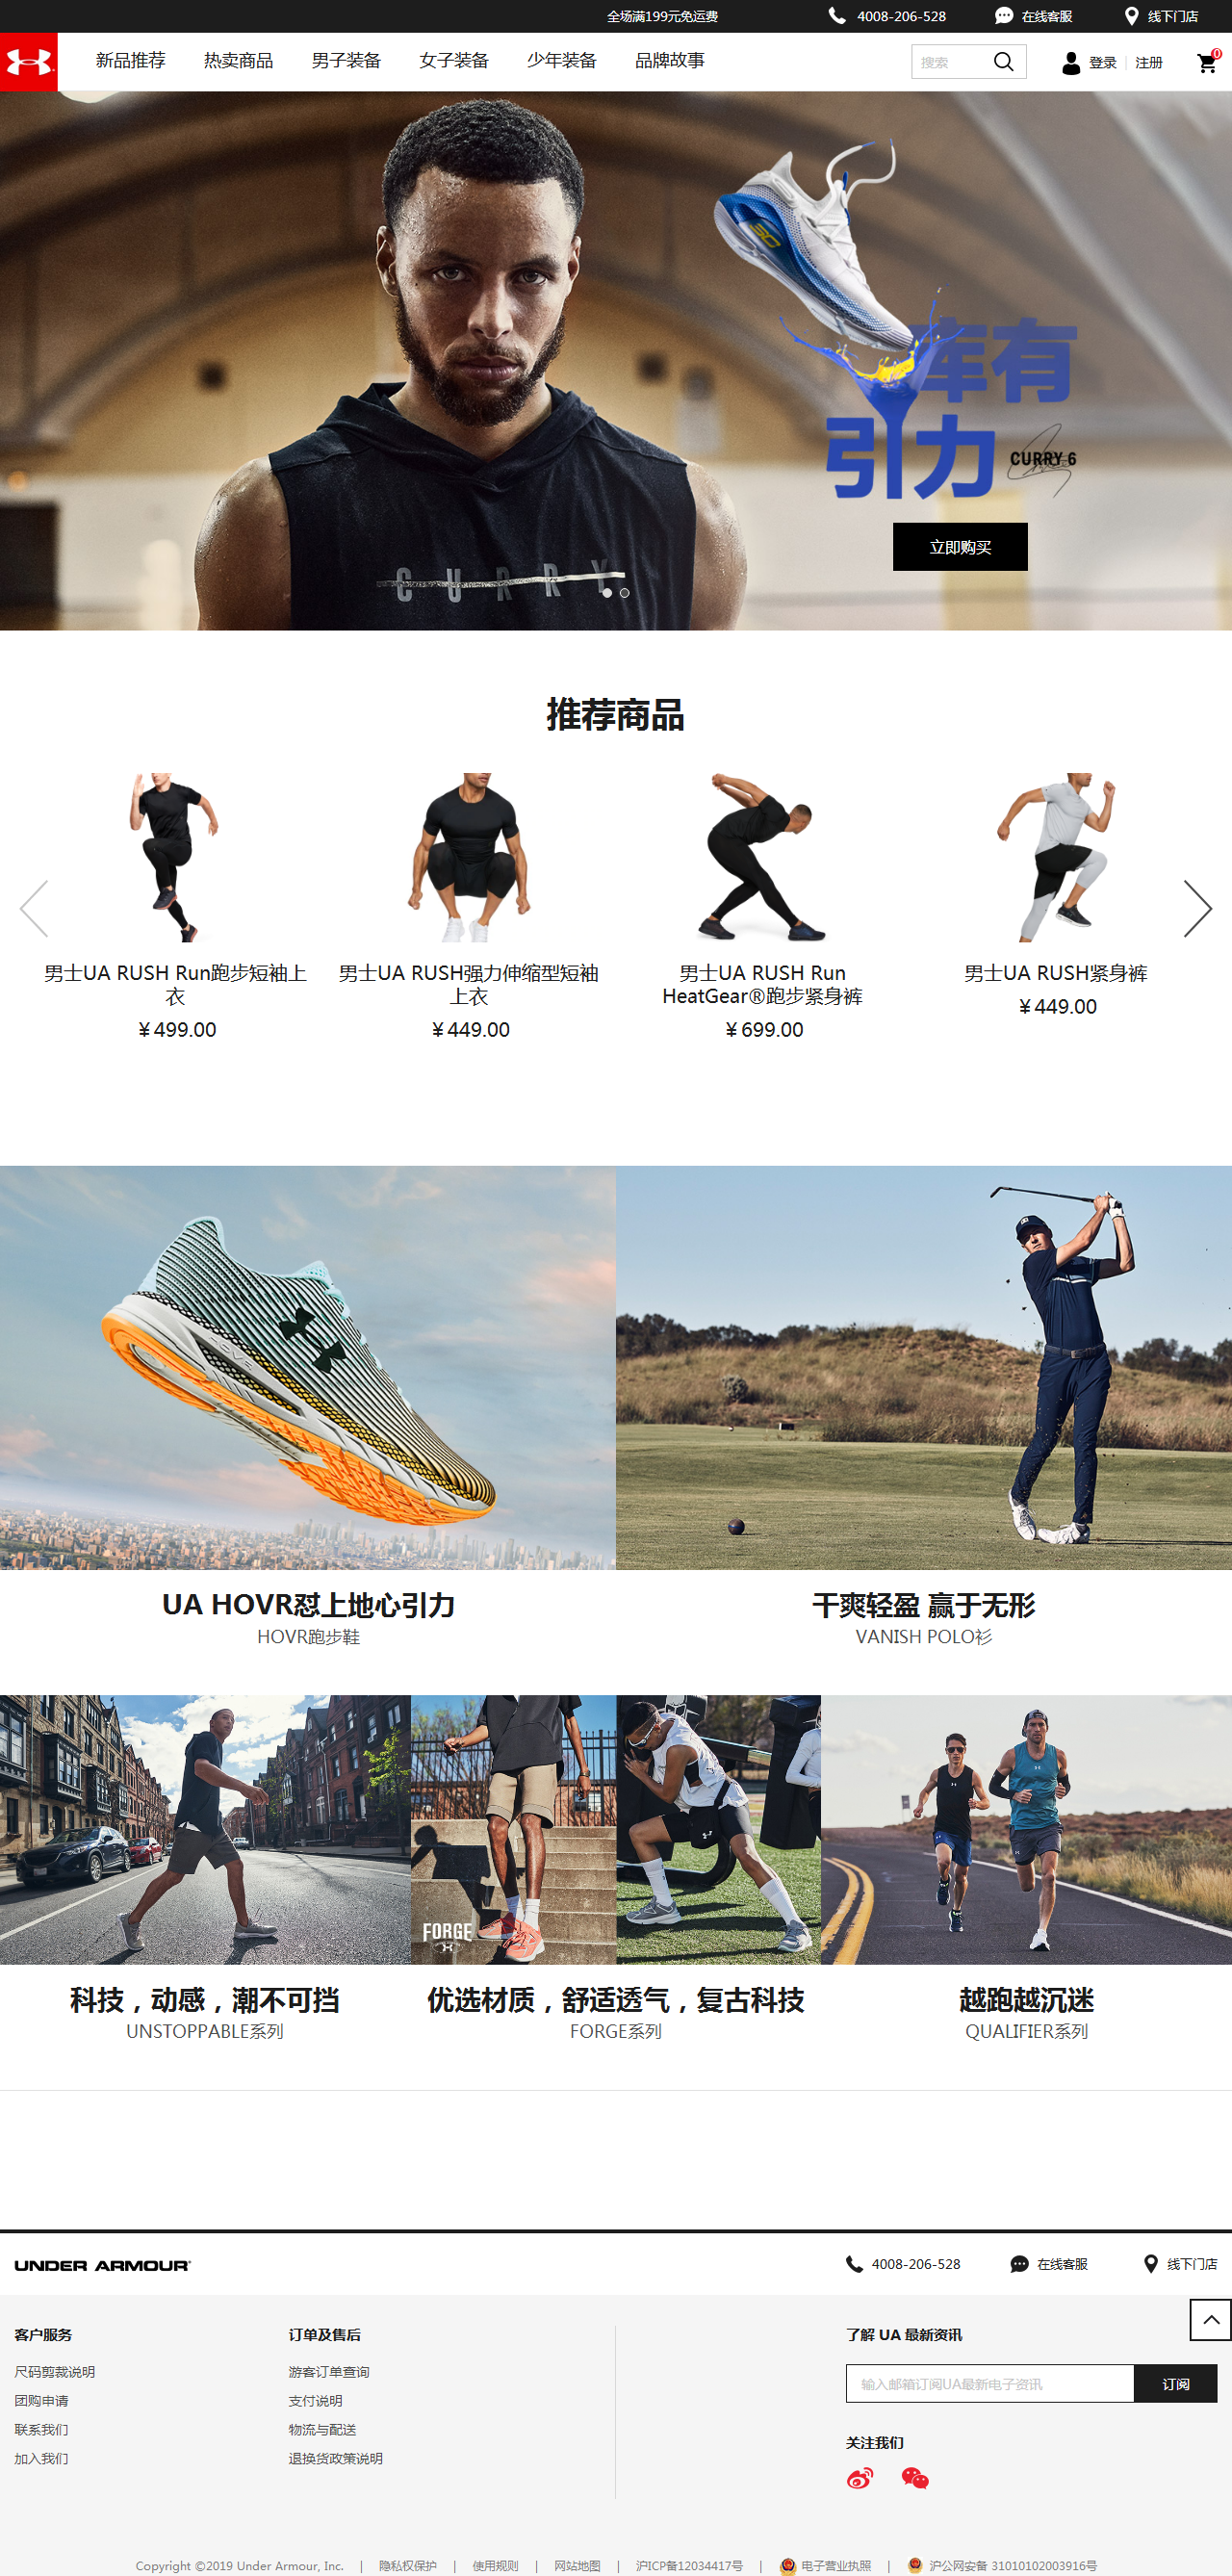 全场满199元免运费
4008-206-528
在线客服
线下门店
新品推荐
热卖商品
男子装备
女子装备
少年装备
品牌故事
搜索
登录
注册
0
库有
引力
CURRY 6
立即购买
CURRY
推荐商品
男士UA RUSH Run跑步短袖上
衣
￥499.00
男士UA RUSH强力伸缩型短袖
上衣
￥449.00
男士UA RUSH Run
HeatGear®跑步紧身裤
￥699.00
男士UA RUSH紧身裤
￥449.00
UA HOVR怼上地心引力
HOVR跑步鞋
干爽轻盈 赢于无形
VANISH POLO衫
FORGE
科技，动感，潮不可挡
UNSTOPPABLE系列
优选材质，舒适透气，复古科技
FORGE系列
越跑越沉迷
QUALIFIER系列
UNDER ARMOUR
4008-206-528
在线客服
线下门店
客户服务
尺码剪裁说明
团购申请
联系我们
加入我们
订单及售后
游客订单查询
支付说明
物流与配送
退换货政策说明
了解 UA 最新资讯
输入邮箱订阅UA最新电子资讯
订阅
关注我们
Copyright ©2019 Under Armour, Inc. | 隐私权保护 | 使用规则 | 网站地图 | 沪ICP备12034417号 | 电子营业执照 | 沪公网安备 31010102003916号